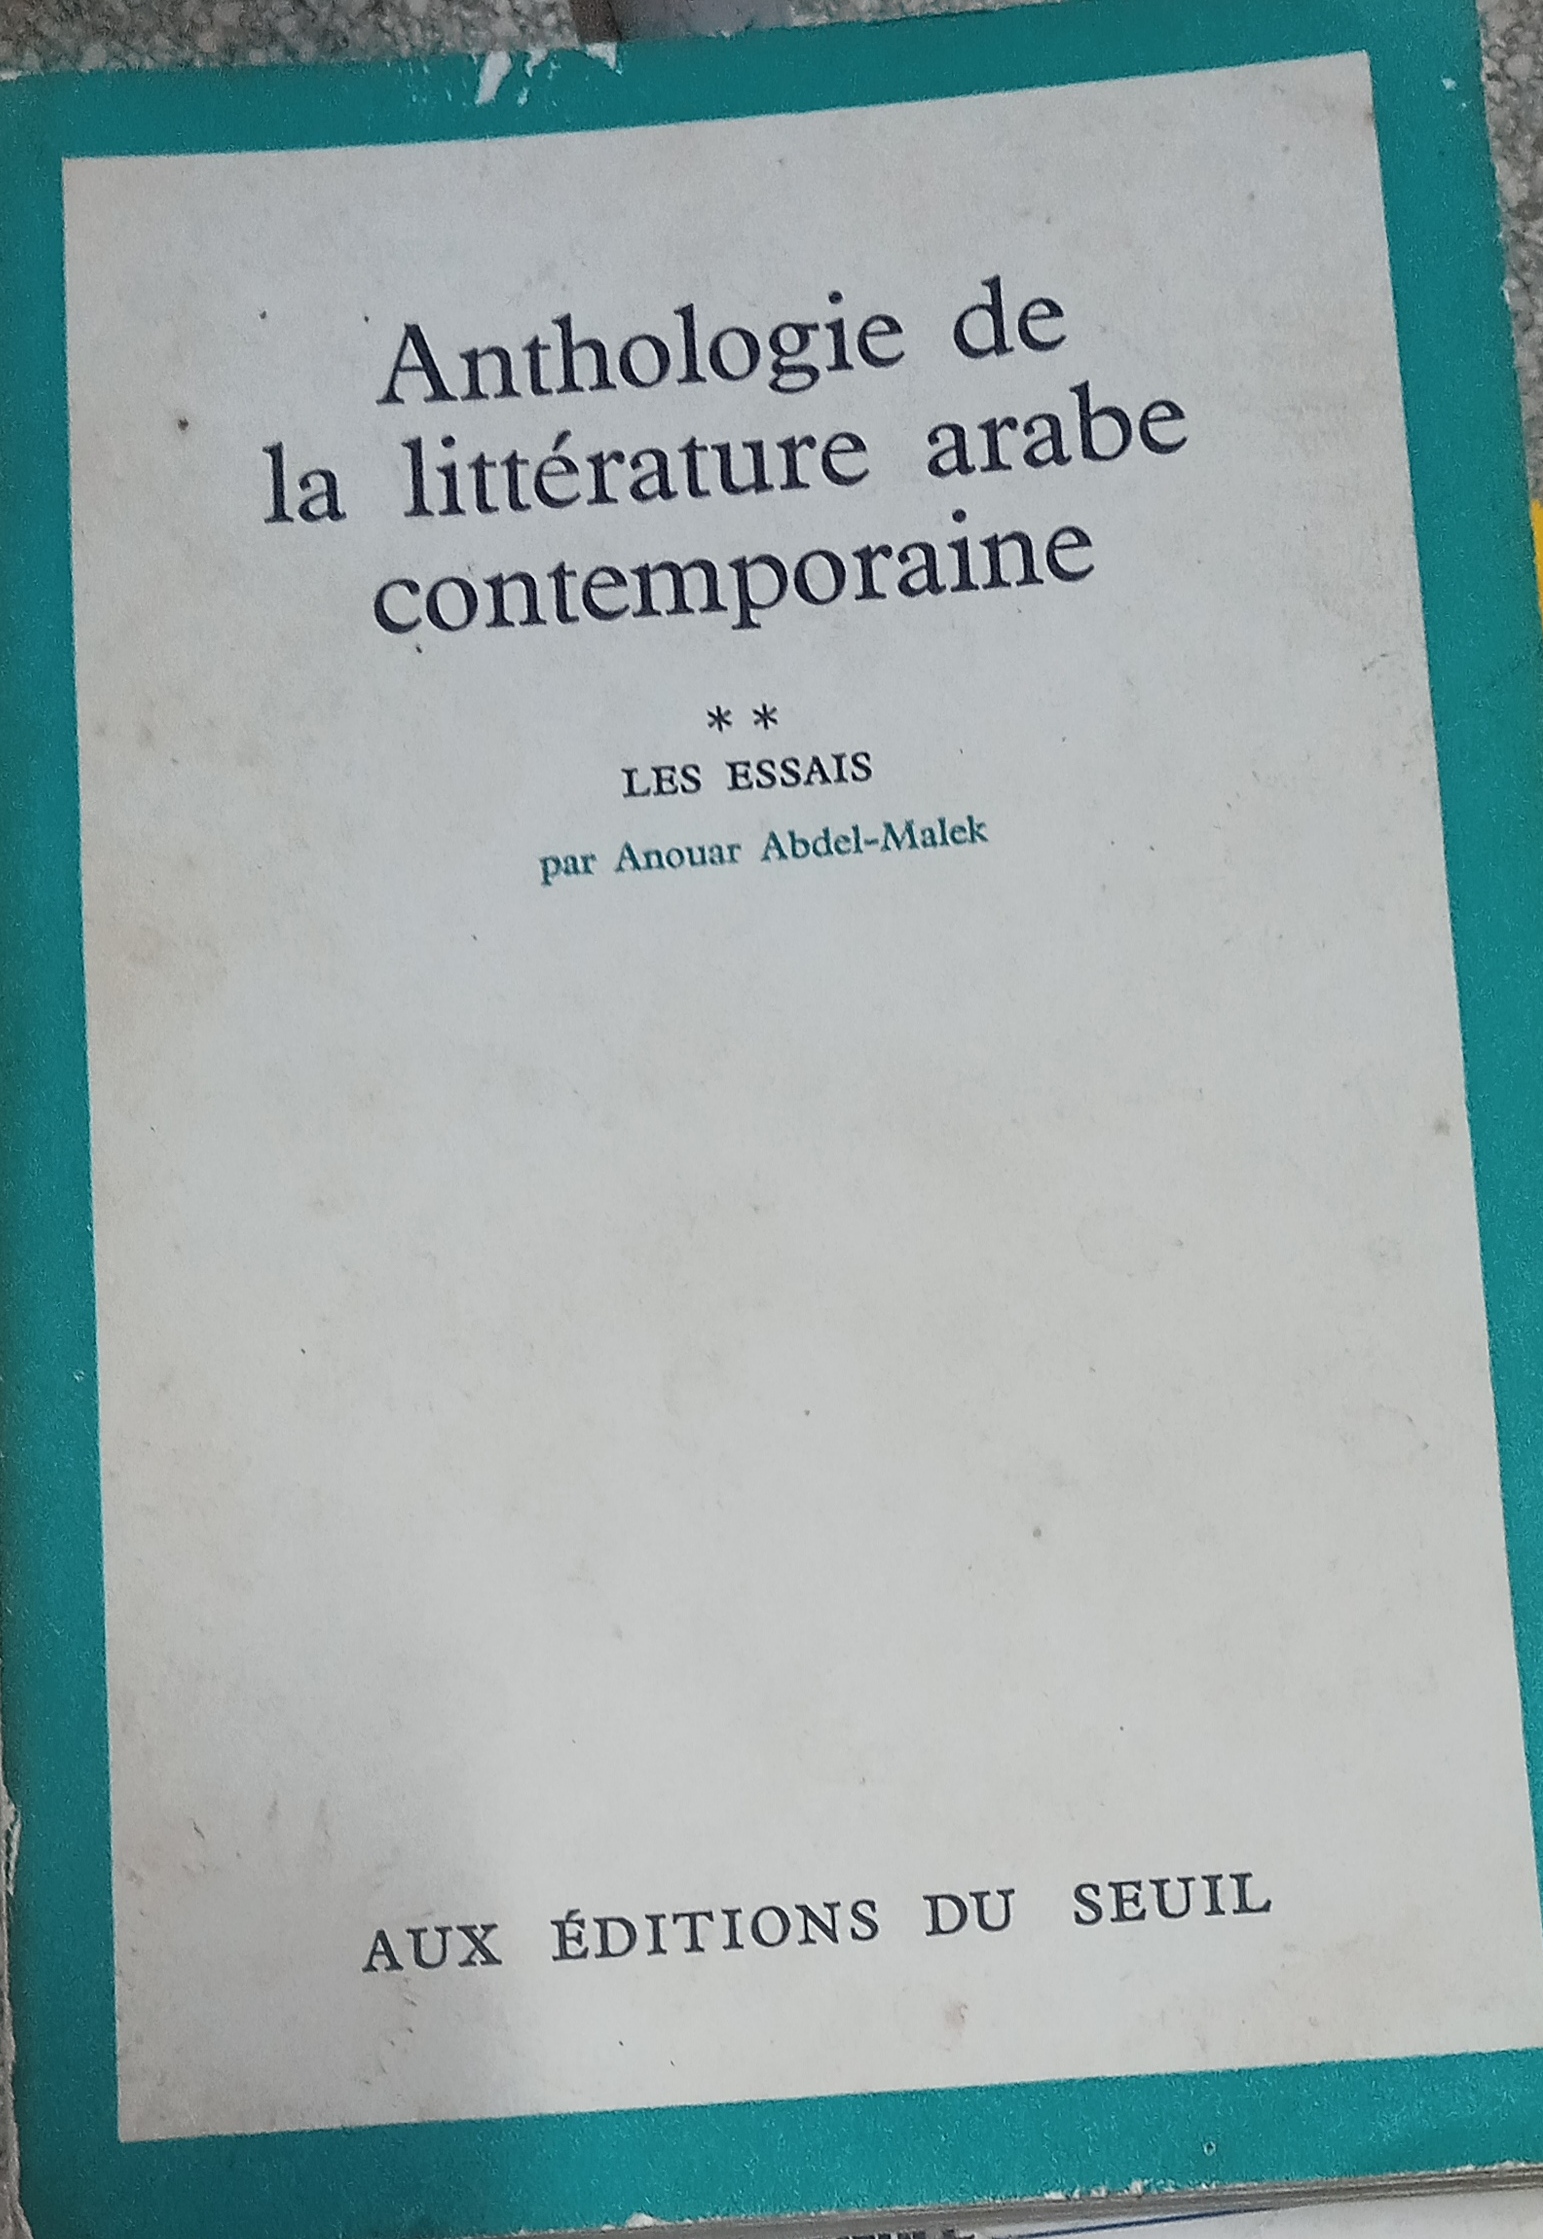 Anthologie de
la littérature arabe
contemporaine
* *
LES ESSAIS
par Anouar Abdel-Malek
AUX ÉDITIONS DU SEUIL